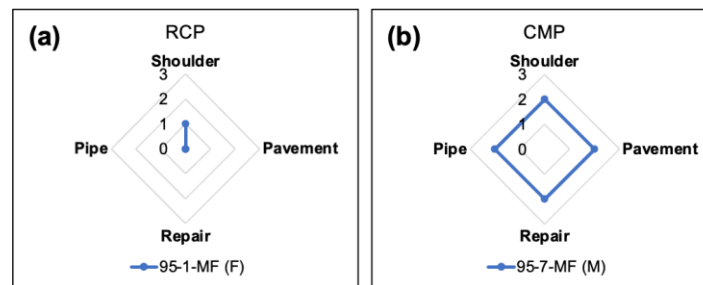 (a)
RCP
Shoulder
3
2
1
0
Pipe
Pavement
Repair
95-1-MF (F)
(b)
CMP
Shoulder
3
2
1
0
Pipe
Pavement
Repair
95-7-MF (M)